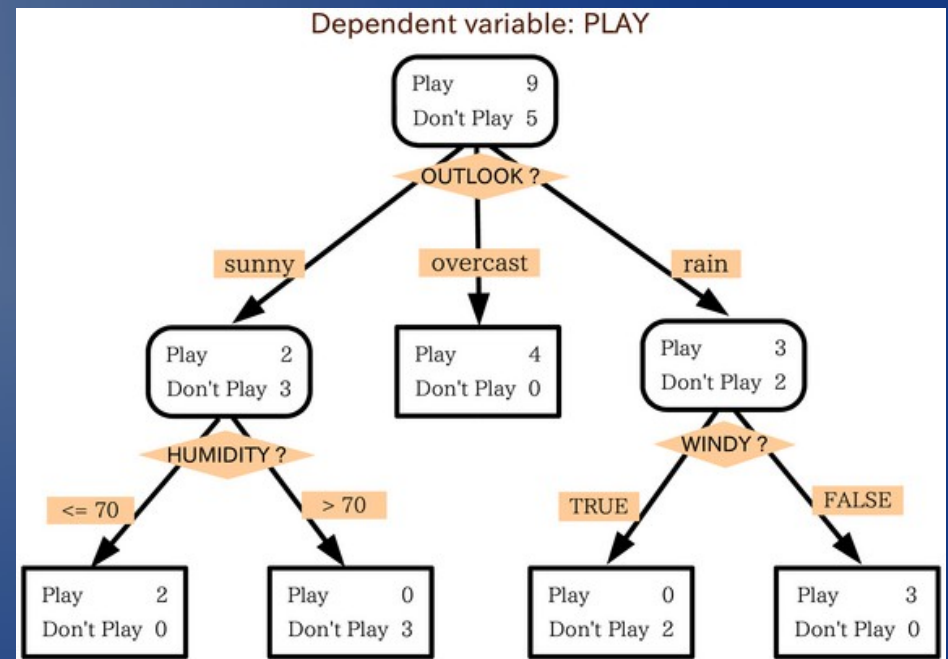 Dependent variable: PLAY
Play 9
Don't Play 5
OUTLOOK ?
sunny
overcast
rain
Play 2
Don't Play 3
Play 4
Don't Play 0
Play 3
Don't Play 2
HUMIDITY ?
WINDY ?
<= 70
> 70
TRUE
FALSE
Play 2
Don't Play 0
Play 0
Don't Play 3
Play 0
Don't Play 2
Play 3
Don't Play 0